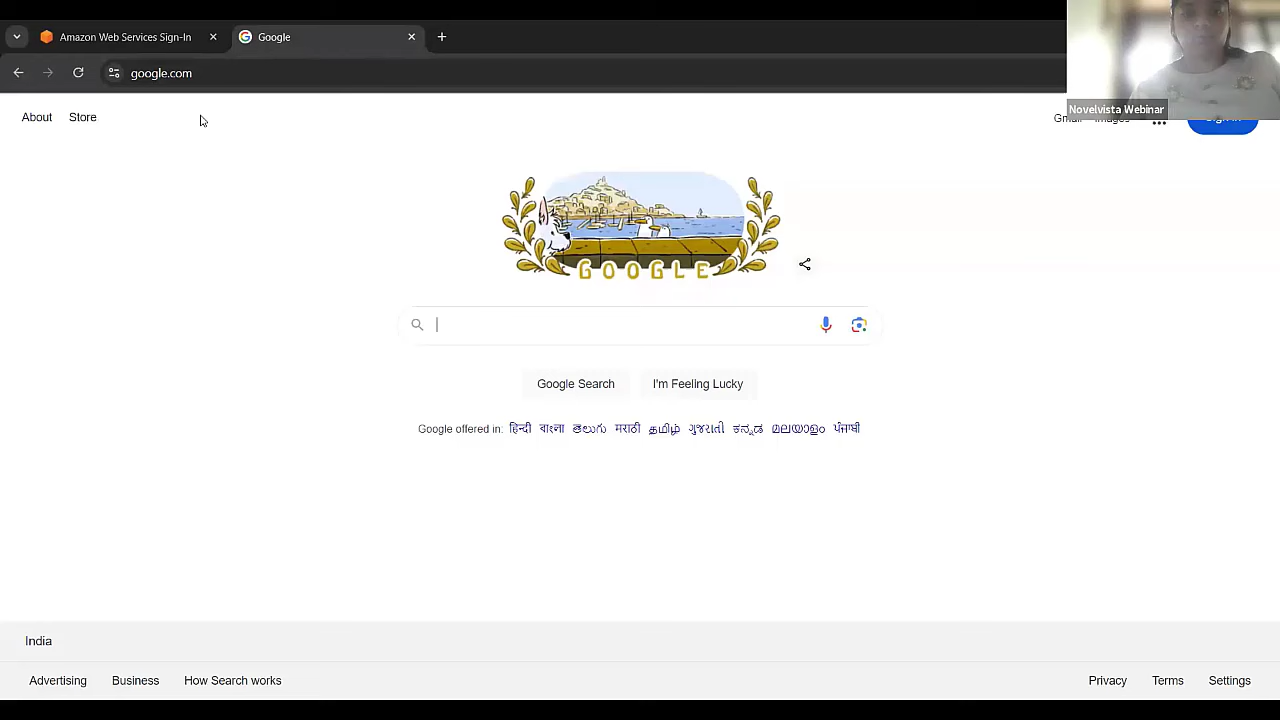 Amazon Web Services Sign-In
Google
google.com
Novelvista Webinar
About Store
GOOGLE
Google Search I'm Feeling Lucky
Google offered in: हिन्दी বাংলা తెలుగు मराठी தமிழ் ગુજરાતી ಕನ್ನಡ മലയാളം ਪੰਜਾਬੀ
India
Advertising Business How Search works Privacy Terms Settings